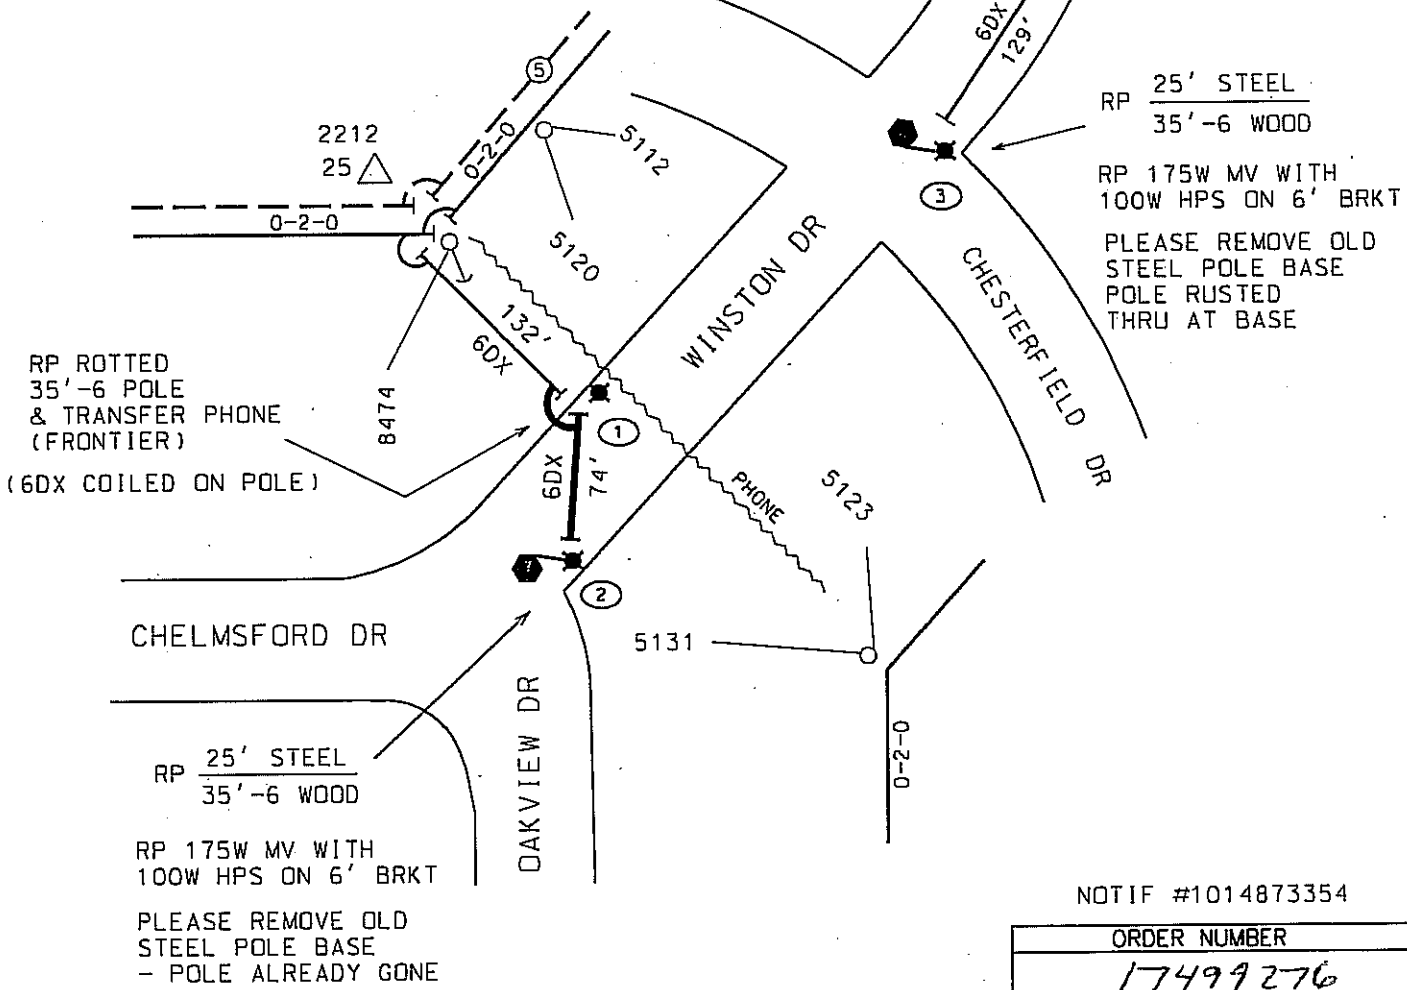 6DX
129'
5
2212
25
0-2-0
5112
0-2-0
5120
RP 25' STEEL
35'-6 WOOD
RP 175W MV WITH
100W HPS ON 6' BRKT
PLEASE REMOVE OLD
STEEL POLE BASE
POLE RUSTED
THRU AT BASE
3
WINSTON DR
CHESTERFIELD DR
132'
6DX
8474
RP ROTTED
35'-6 POLE
& TRANSFER PHONE
(FRONTIER)
(6DX COILED ON POLE)
1
6DX
74'
PHONE
5123
2
5131
0-2-0
CHELMSFORD DR
OAKVIEW DR
RP 25' STEEL
35'-6 WOOD
RP 175W MV WITH
100W HPS ON 6' BRKT
PLEASE REMOVE OLD
STEEL POLE BASE
- POLE ALREADY GONE
NOTIF #1014873354
ORDER NUMBER
17499276